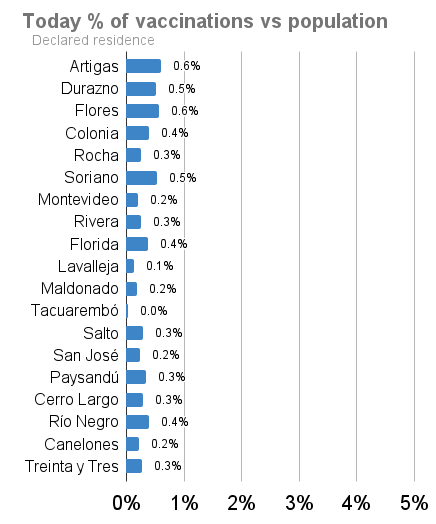 Today % of vaccinations vs population
Declared residence
Artigas 0.6%
Durazno 0.5%
Flores 0.6%
Colonia 0.4%
Rocha 0.3%
Soriano 0.5%
Montevideo 0.2%
Rivera 0.3%
Florida 0.4%
Lavalleja 0.1%
Maldonado 0.2%
Tacuarembó 0.0%
Salto 0.3%
San José 0.2%
Paysandú 0.3%
Cerro Largo 0.3%
Río Negro 0.4%
Canelones 0.2%
Treinta y Tres 0.3%
0% 1% 2% 3% 4% 5%